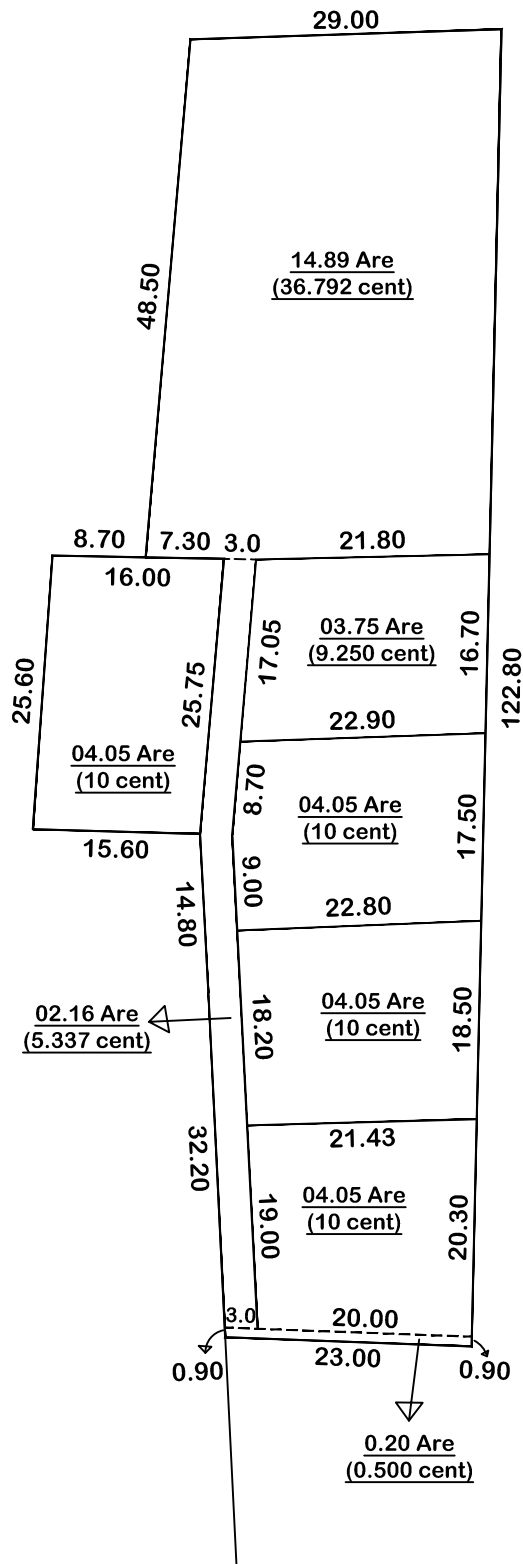 29.00
48.50
14.89 Are
(36.792 cent)
8.70
7.30
3.0
21.80
16.00
25.60
25.75
17.05
03.75 Are
(9.250 cent)
16.70
122.80
22.90
04.05 Are
(10 cent)
8.70
04.05 Are
(10 cent)
17.50
15.60
9.00
14.80
22.80
02.16 Are
(5.337 cent)
18.20
04.05 Are
(10 cent)
18.50
21.43
32.20
19.00
04.05 Are
(10 cent)
20.30
3.0
20.00
23.00
0.90
0.90
0.20 Are
(0.500 cent)